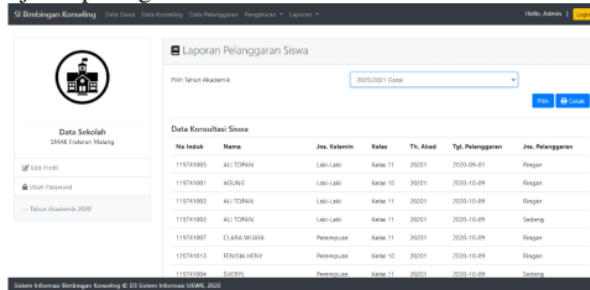 SI Bimbingan Konseling Data Siswa Data Konseling Data Pelanggaran Pengaturan Laporan Hallo, Admin | Logout
Laporan Pelanggaran Siswa
Pilih Tahun Akademik 2020/2021 Gasal
Pilih Cetak
Data Sekolah
SMAK Frateran Malang
Edit Profil
Ubah Password
Tahun Akademik 2020
Data Konsultasi Siswa
No Induk Nama Jns. Kelamin Kelas Th. Akad Tgl. Pelanggaran Jns. Pelanggaran
119741003 ALI TOPAN Laki-Laki Kelas 11 20201 2020-09-01 Ringan
119741001 AGUNG Laki-Laki Kelas 10 20201 2020-10-09 Ringan
119741003 ALI TOPAN Laki-Laki Kelas 11 20201 2020-10-09 Ringan
119741003 ALI TOPAN Laki-Laki Kelas 11 20201 2020-10-09 Sedang
119741007 CLARA WIJAYA Perempuan Kelas 11 20201 2020-10-09 Ringan
120741013 FENISIA HENY Perempuan Kelas 10 20201 2020-10-09 Ringan
119741004 SHERYL Perempuan Kelas 11 20201 2020-10-09 Sedang
Sistem Informasi Bimbingan Konseling © D3 Sistem Informasi UKWK, 2020